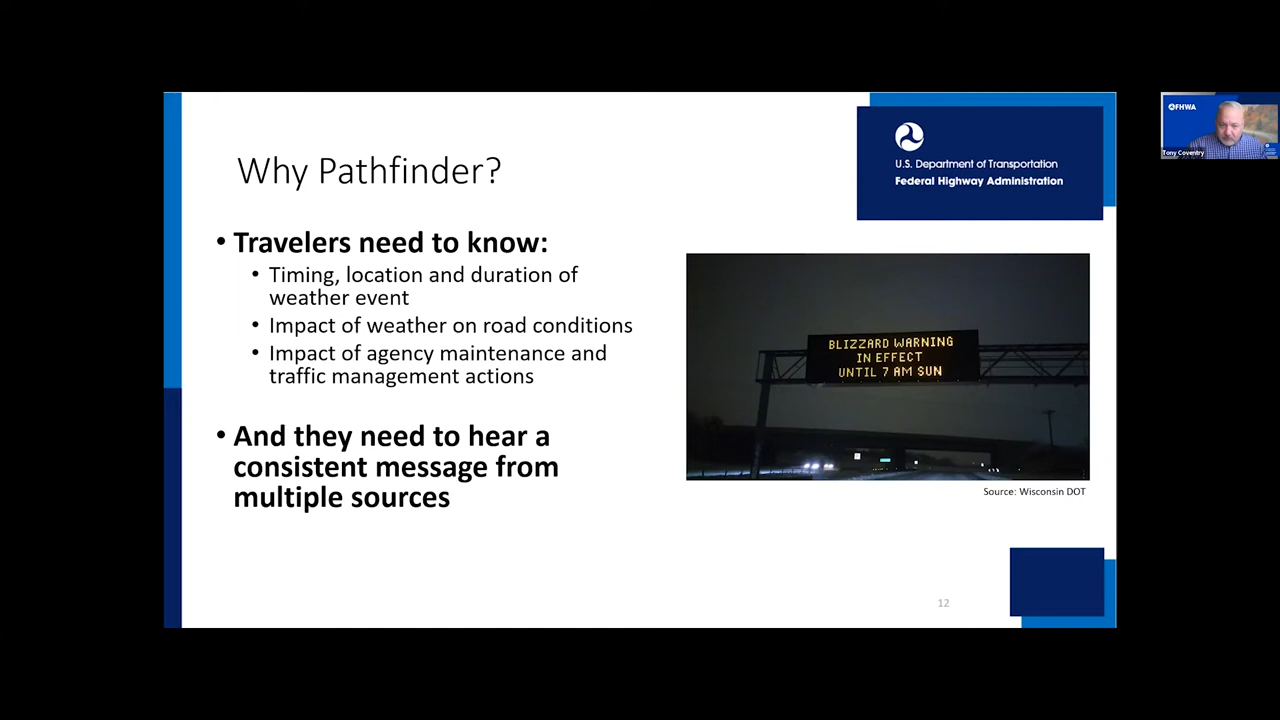 Why Pathfinder?
U.S. Department of Transportation
Federal Highway Administration
• Travelers need to know:
• Timing, location and duration of
weather event
• Impact of weather on road conditions
• Impact of agency maintenance and
traffic management actions
• And they need to hear a
consistent message from
multiple sources
BLIZZARD WARNING
IN EFFECT
UNTIL 7 AM SUN
Source: Wisconsin DOT
12
FHWA
Tony Coventry